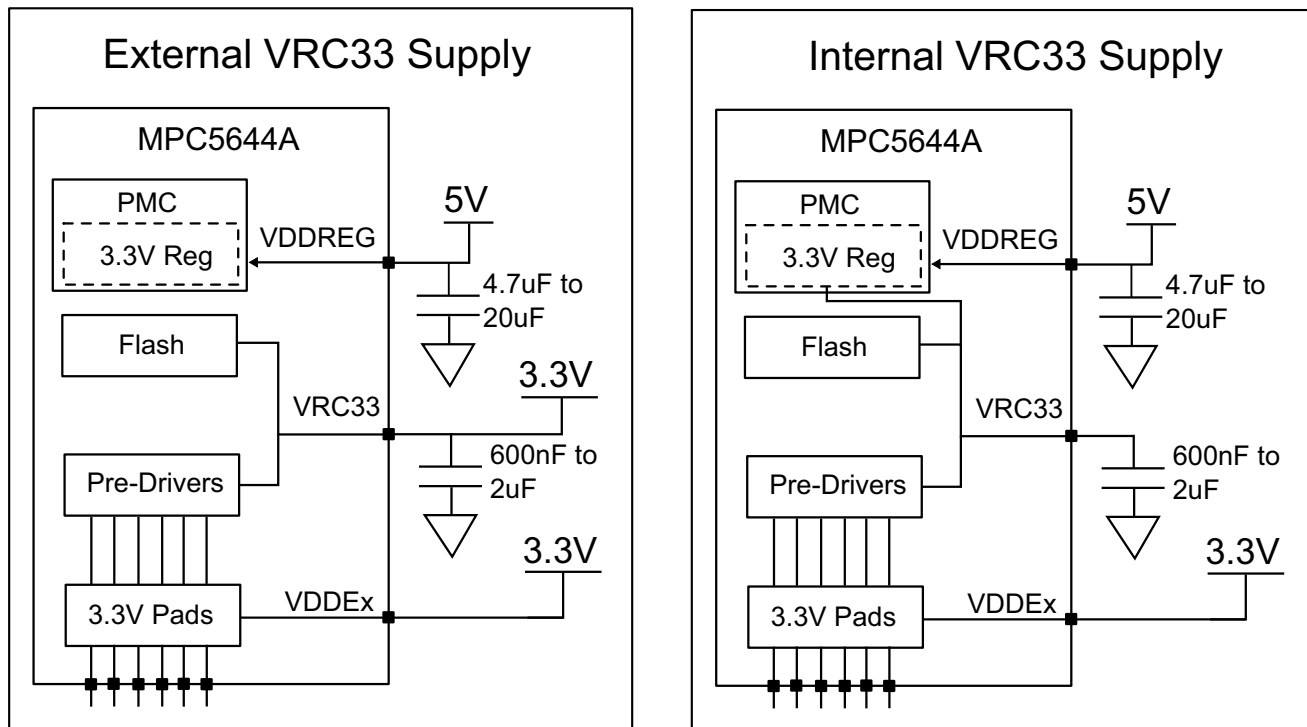 External VRC33 Supply
MPC5644A
PMC
3.3V Reg
VDDREG
5V
4.7uF to
20uF
Flash
3.3V
VRC33
600nF to
2uF
Pre-Drivers
3.3V
3.3V Pads
VDDEx
Internal VRC33 Supply
MPC5644A
PMC
3.3V Reg
VDDREG
5V
4.7uF to
20uF
Flash
VRC33
600nF to
2uF
Pre-Drivers
3.3V
3.3V Pads
VDDEx